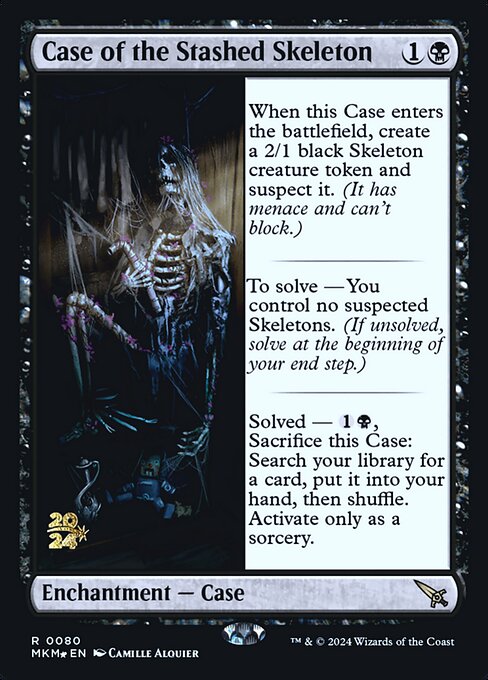 Case of the Stashed Skeleton 1
When this Case enters
the battlefield, create
a 2/1 black Skeleton
creature token and
suspect it. (It has
menace and can't
block.)
To solve —You
control no suspected
Skeletons. (If unsolved,
solve at the beginning of
your end step.)
Solved — 1 ,
Sacrifice this Case:
Search your library for
a card, put it into your
hand, then shuffle.
Activate only as a
sorcery.
20
24
Enchantment — Case
R 0080
MKM★EN Camille Alquier
™ & © 2024 Wizards of the Coast